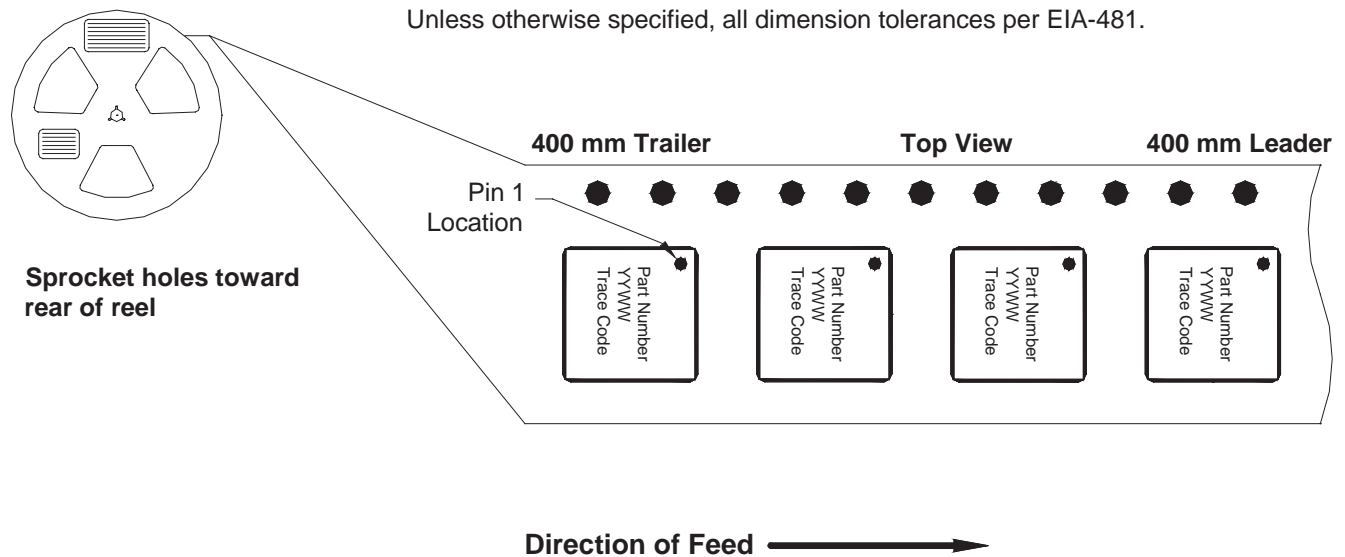 Unless otherwise specified, all dimension tolerances per EIA-481.
400 mm Trailer
Top View
400 mm Leader
Pin 1
Location
Sprocket holes toward
rear of reel
Part Number
YYWW
Trace Code
Part Number
YYWW
Trace Code
Part Number
YYWW
Trace Code
Part Number
YYWW
Trace Code
Direction of Feed